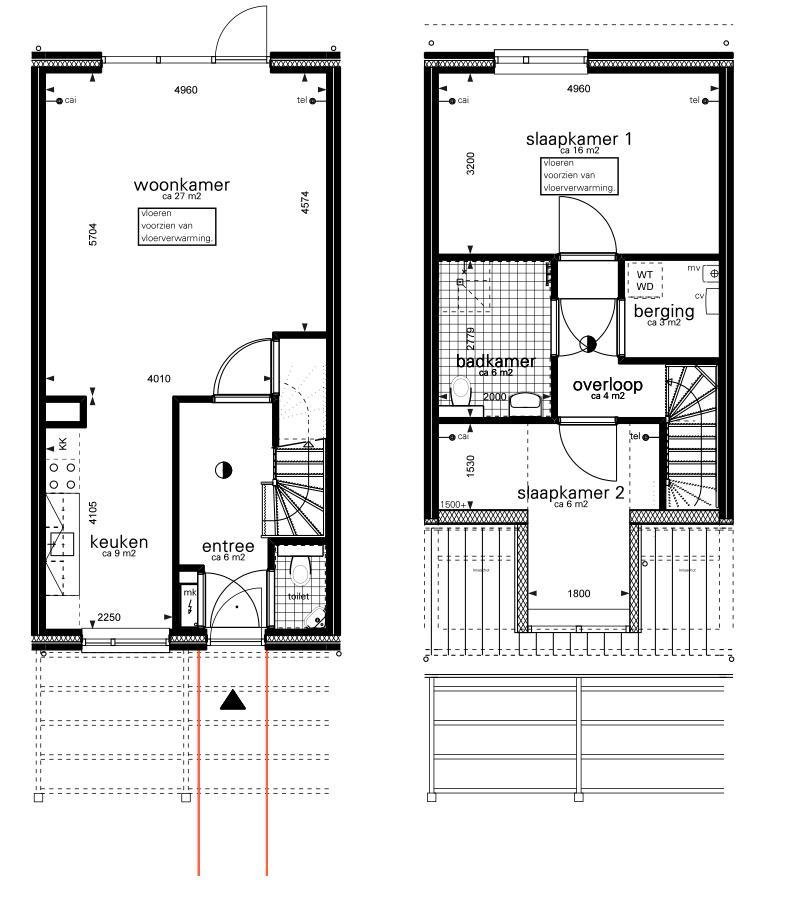 4960
cai
tel
woonkamer
ca 27 m2
vloeren
voorzien van
vloerverwarming.
5704
4574
4010
KK
4105
keuken
ca 9 m2
entree
ca 6 m2
mk
toilet
2250
4960
cai
tel
slaapkamer 1
ca 16 m2
vloeren
voorzien van
vloerverwarming.
3200
WT
WD
mv
cv
berging
ca 3 m2
2779
badkamer
ca 6 m2
2000
overloop
ca 4 m2
cai
tel
1530
slaapkamer 2
ca 6 m2
1500+
1800